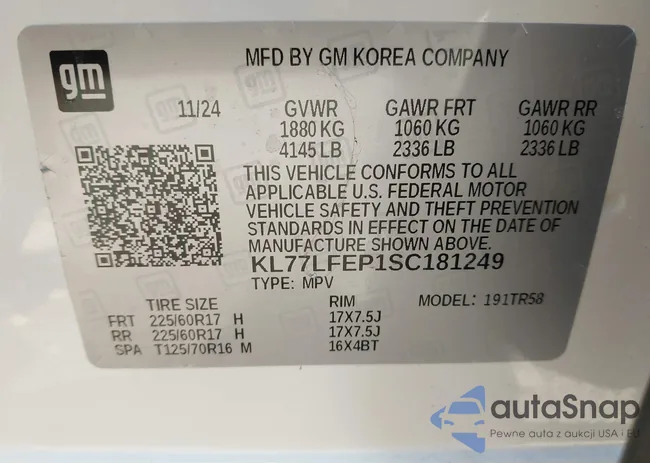 gm
MFD BY GM KOREA COMPANY
11/24 GVWR GAWR FRT GAWR RR
1880 KG 1060 KG 1060 KG
4145 LB 2336 LB 2336 LB
THIS VEHICLE CONFORMS TO ALL
APPLICABLE U.S. FEDERAL MOTOR
VEHICLE SAFETY AND THEFT PREVENTION
STANDARDS IN EFFECT ON THE DATE OF
MANUFACTURE SHOWN ABOVE.
KL77LFEP1SC181249
TYPE: MPV
TIRE SIZE RIM MODEL: 191TR58
FRT 225/60R17 H 17X7.5J
RR 225/60R17 H 17X7.5J
SPA T125/70R16 M 16X4BT
autaSnap
Pewne auta z aukcji USA i EU